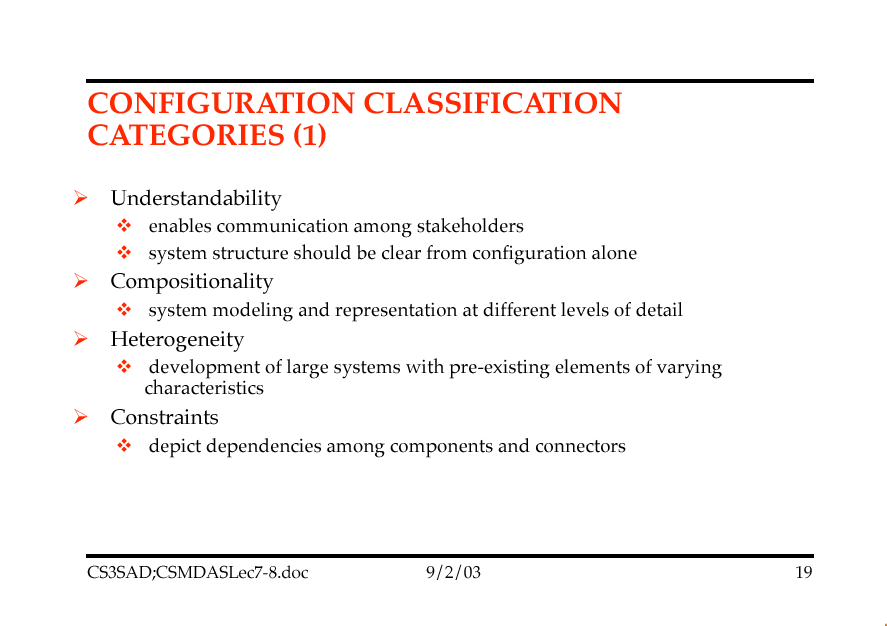 CONFIGURATION CLASSIFICATION
CATEGORIES (1)
Understandability
enables communication among stakeholders
system structure should be clear from configuration alone
Compositionality
system modeling and representation at different levels of detail
Heterogeneity
development of large systems with pre-existing elements of varying
characteristics
Constraints
depict dependencies among components and connectors
CS3SAD;CSMDASLec7-8.doc 9/2/03 19